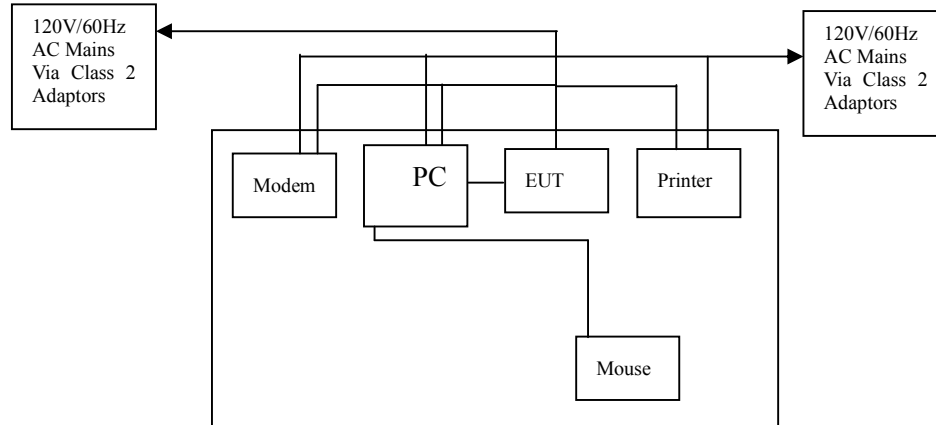 120V/60Hz
AC Mains
Via Class 2
Adaptors
120V/60Hz
AC Mains
Via Class 2
Adaptors
Modem
PC
EUT
Printer
Mouse